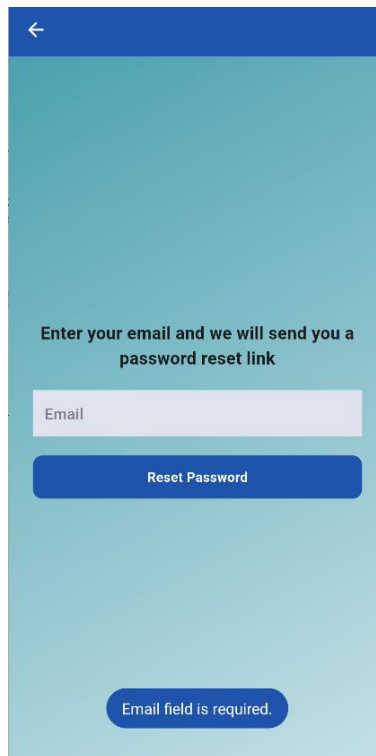 Enter your email and we will send you a
password reset link
Email
Reset Password
Email field is required.